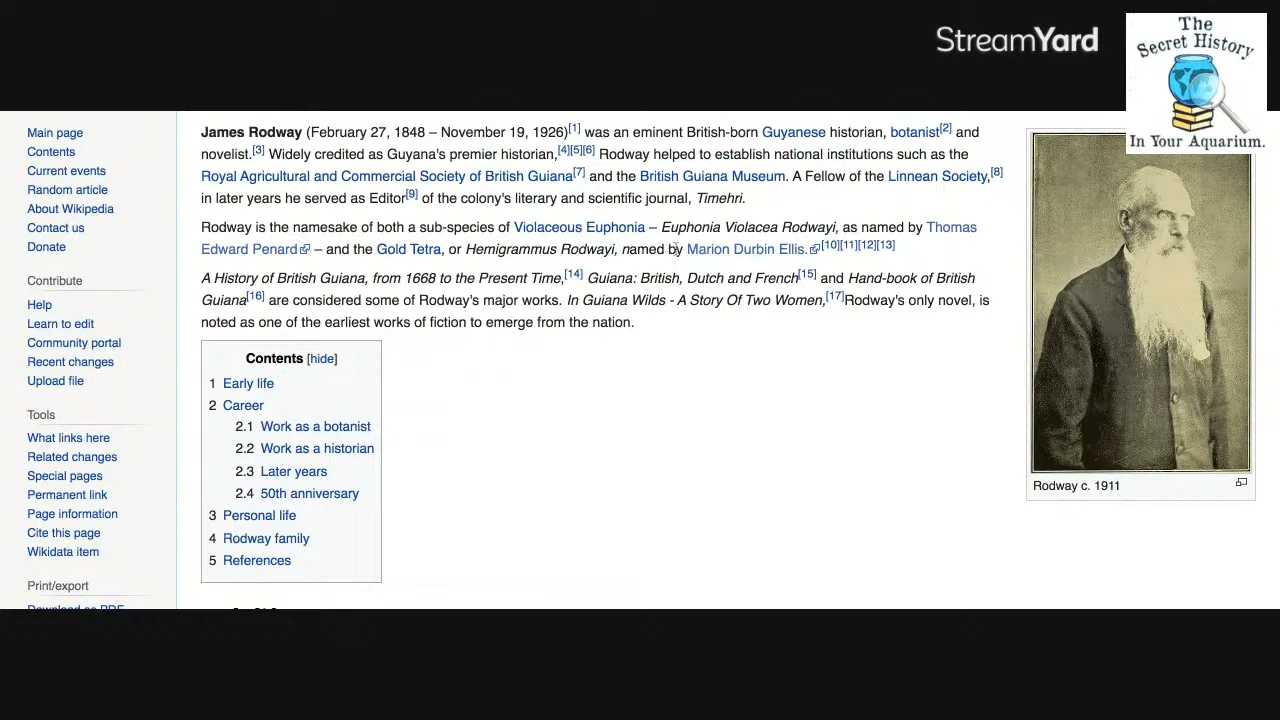 StreamYard
The
Secret History
In Your Aquarium.
Main page
Contents
Current events
Random article
About Wikipedia
Contact us
Donate
Contribute
Help
Learn to edit
Community portal
Recent changes
Upload file
Tools
What links here
Related changes
Special pages
Permanent link
Page information
Cite this page
Wikidata item
Print/export
Download as PDF
James Rodway (February 27, 1848 – November 19, 1926)[1] was an eminent British-born Guyanese historian, botanist[2] and
novelist.[3] Widely credited as Guyana's premier historian,[4][5][6] Rodway helped to establish national institutions such as the
Royal Agricultural and Commercial Society of British Guiana[7] and the British Guiana Museum. A Fellow of the Linnean Society,[8]
in later years he served as Editor[9] of the colony's literary and scientific journal, Timehri.
Rodway is the namesake of both a sub-species of Violaceous Euphonia – Euphonia Violacea Rodwayi, as named by Thomas
Edward Penard – and the Gold Tetra, or Hemigrammus Rodwayi, named by Marion Durbin Ellis.[10][11][12][13]
A History of British Guiana, from 1668 to the Present Time,[14] Guiana: British, Dutch and French[15] and Hand-book of British
Guiana[16] are considered some of Rodway's major works. In Guiana Wilds - A Story Of Two Women,[17]Rodway's only novel, is
noted as one of the earliest works of fiction to emerge from the nation.
Contents [hide]
1 Early life
2 Career
2.1 Work as a botanist
2.2 Work as a historian
2.3 Later years
2.4 50th anniversary
3 Personal life
4 Rodway family
5 References
Rodway c. 1911